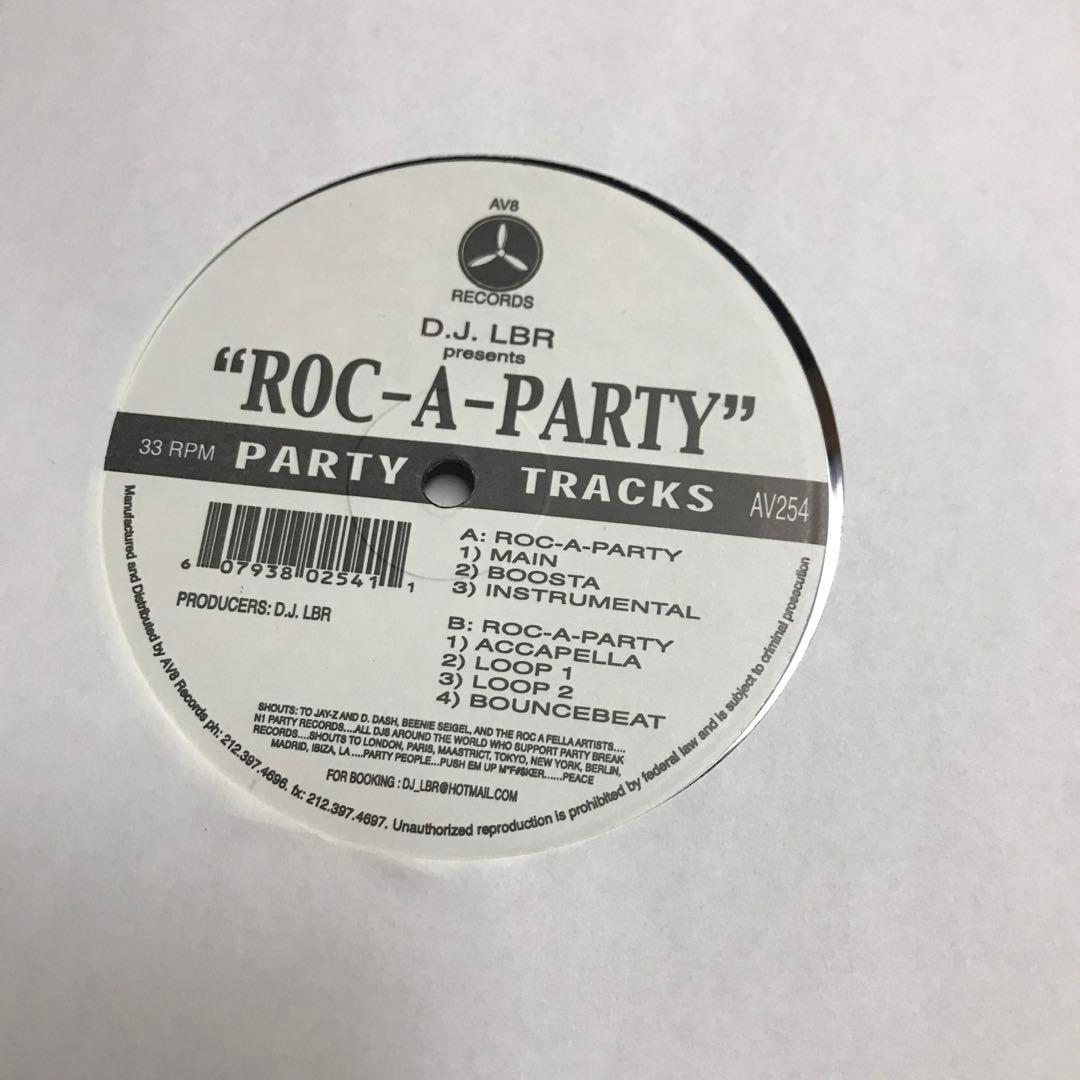 AV8
RECORDS
D.J. LBR
presents
“ROC-A-PARTY”
33 RPM PARTY TRACKS AV254
6 07938 02541 1
PRODUCERS: D.J. LBR
A: ROC-A-PARTY
1) MAIN
2) BOOSTA
3) INSTRUMENTAL
B: ROC-A-PARTY
1) ACCAPELLA
2) LOOP 1
3) LOOP 2
4) BOUNCEBEAT
SHOUTS: TO JAY-Z AND D. DASH, BEENIE SEIGEL, AND THE ROC A FELLA ARTISTS....
N1 PARTY RECORDS....ALL DJS AROUND THE WORLD WHO SUPPORT PARTY BREAK
RECORDS....SHOUTS TO LONDON, PARIS, MAASTRICT, TOKYO, NEW YORK, BERLIN,
MADRID, IBIZA, LA ....PARTY PEOPLE...PUSH EM UP M*F#$KER......PEACE
FOR BOOKING : DJ_LBR@HOTMAIL.COM
Manufactured and Distributed by AV8 Records ph: 212.397.4696. fx: 212.397.4697. Unauthorized reproduction is prohibited by federal law and is subject to criminal prosecution